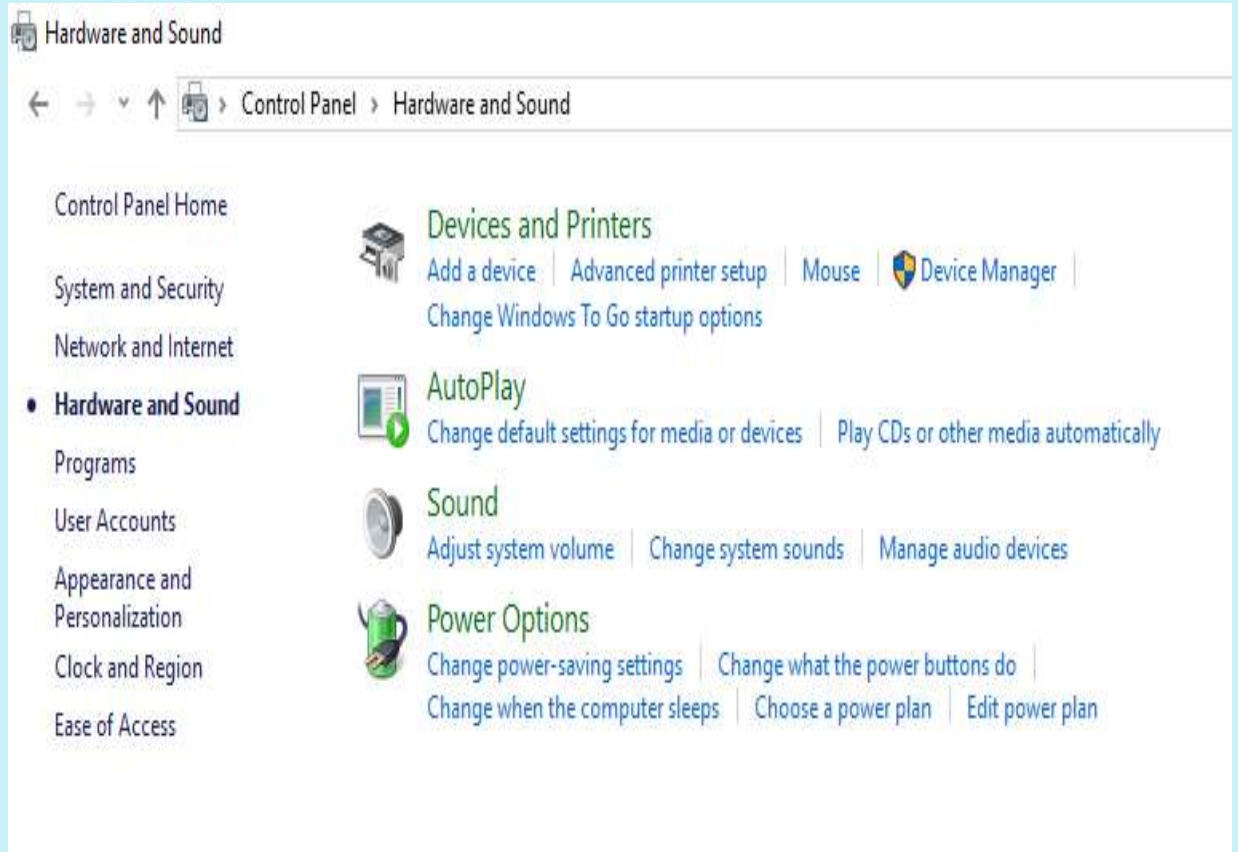 Hardware and Sound
Control Panel › Hardware and Sound
Control Panel Home
System and Security
Network and Internet
• Hardware and Sound
Programs
User Accounts
Appearance and
Personalization
Clock and Region
Ease of Access
Devices and Printers
Add a device | Advanced printer setup | Mouse | Device Manager |
Change Windows To Go startup options
AutoPlay
Change default settings for media or devices | Play CDs or other media automatically
Sound
Adjust system volume | Change system sounds | Manage audio devices
Power Options
Change power-saving settings | Change what the power buttons do |
Change when the computer sleeps | Choose a power plan | Edit power plan